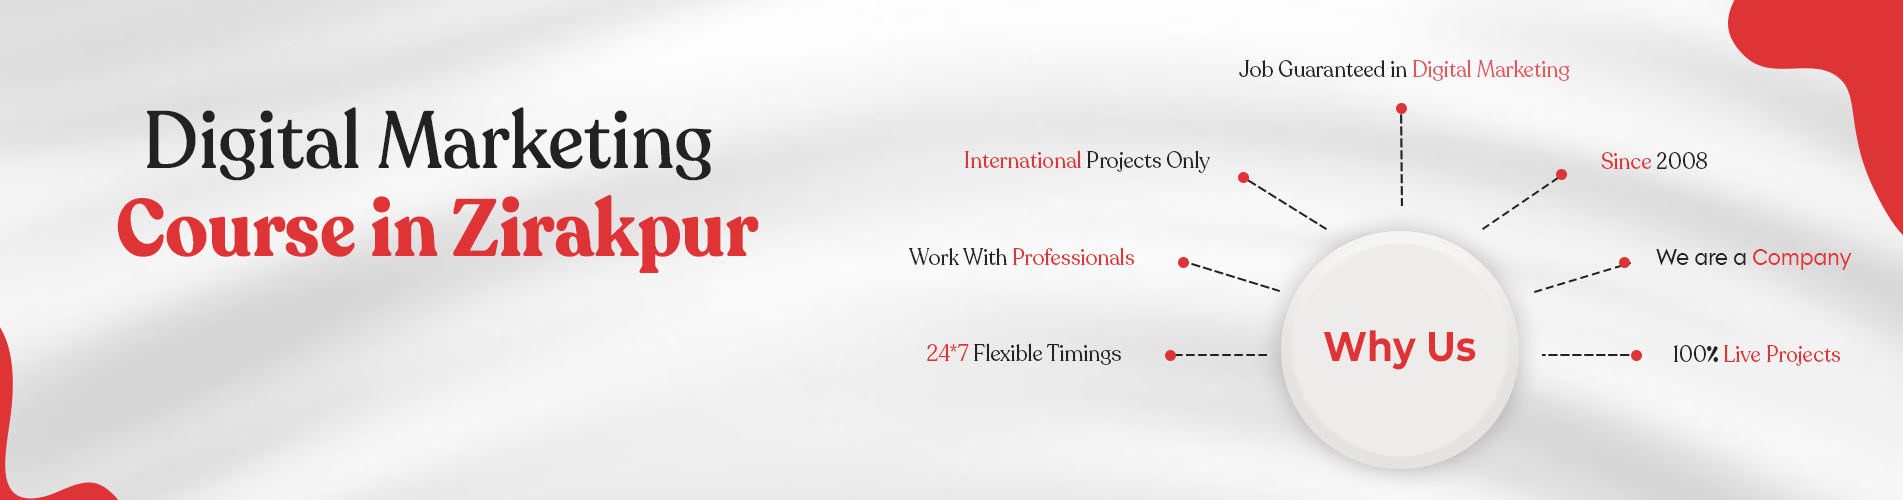 Digital Marketing
Course in Zirakpur
Job Guaranteed in Digital Marketing
International Projects Only
Since 2008
Work With Professionals
We are a Company
24*7 Flexible Timings
Why Us
100% Live Projects